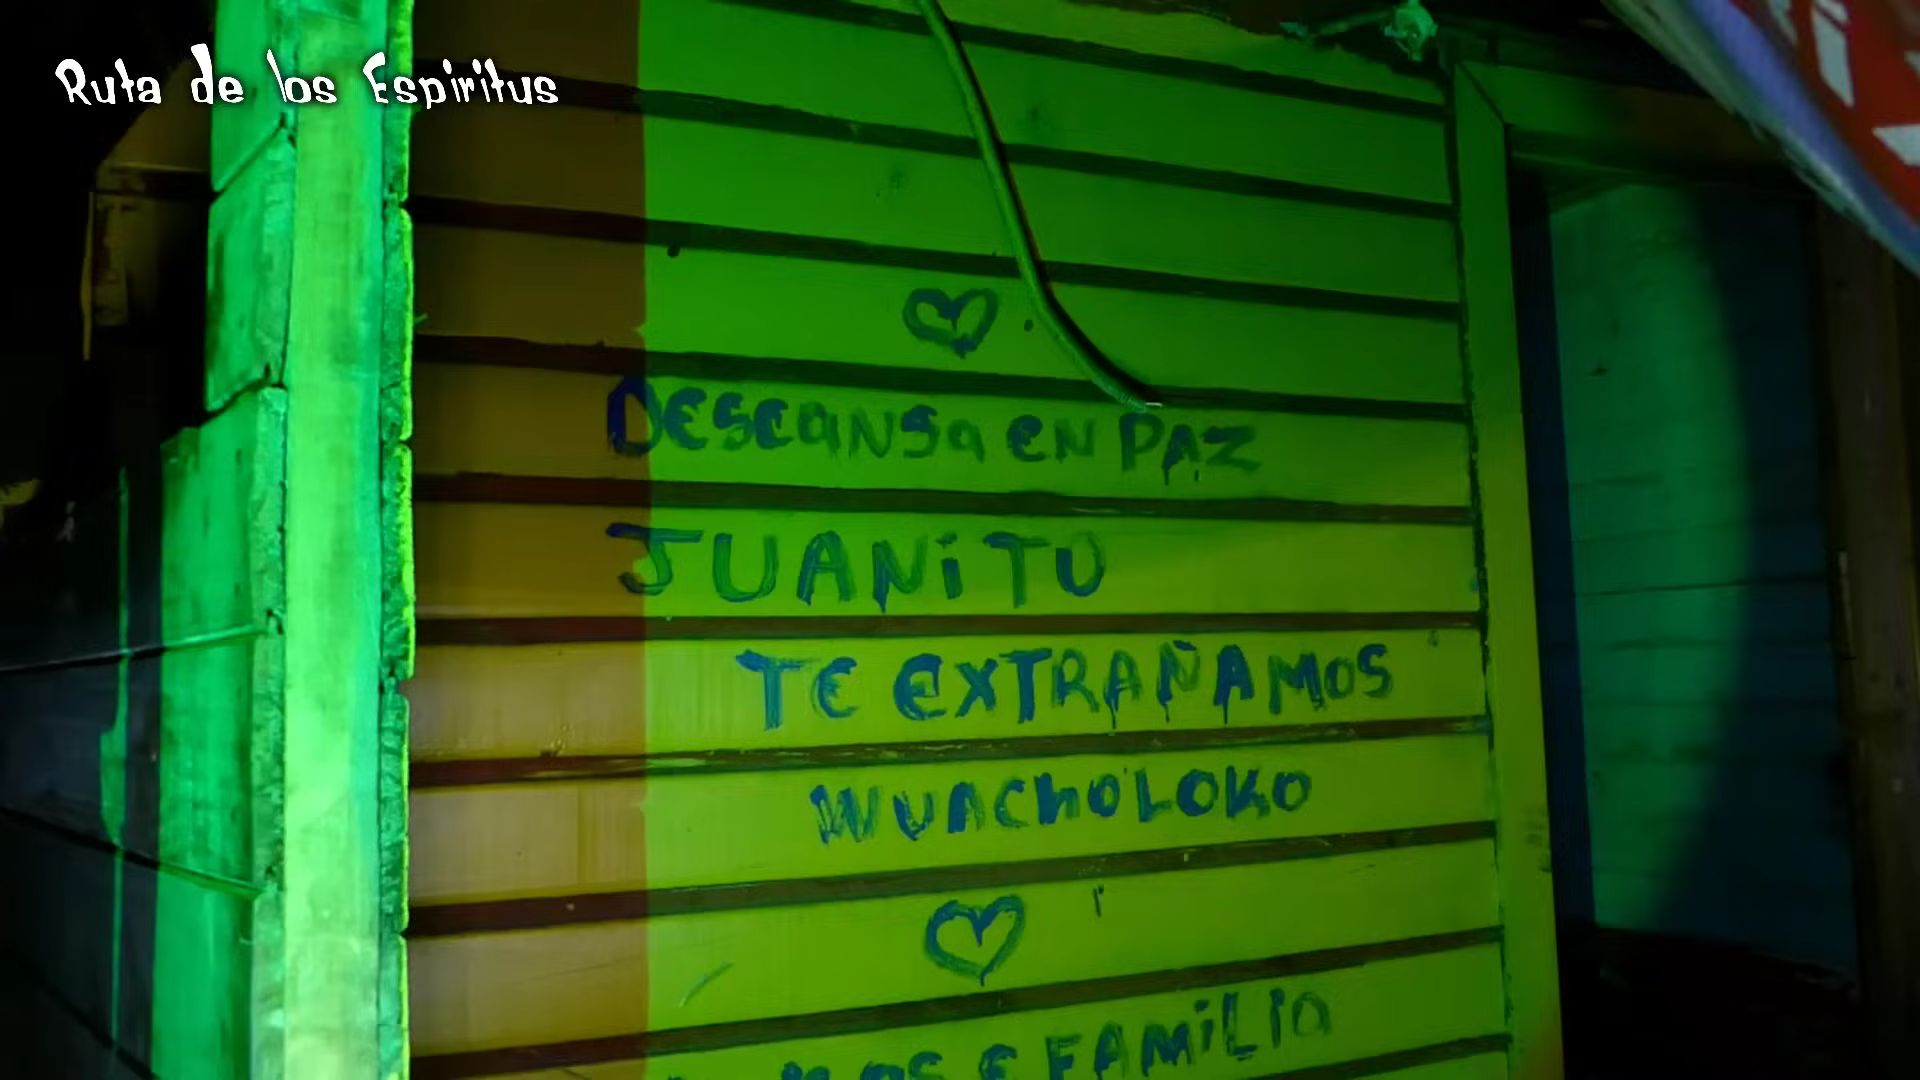 Ruta de los Espiritus
DESCANSa EN PAZ
JUANiTO
TE EXTRAÑAMOS
WUAChOLOKO
FAMiLIa